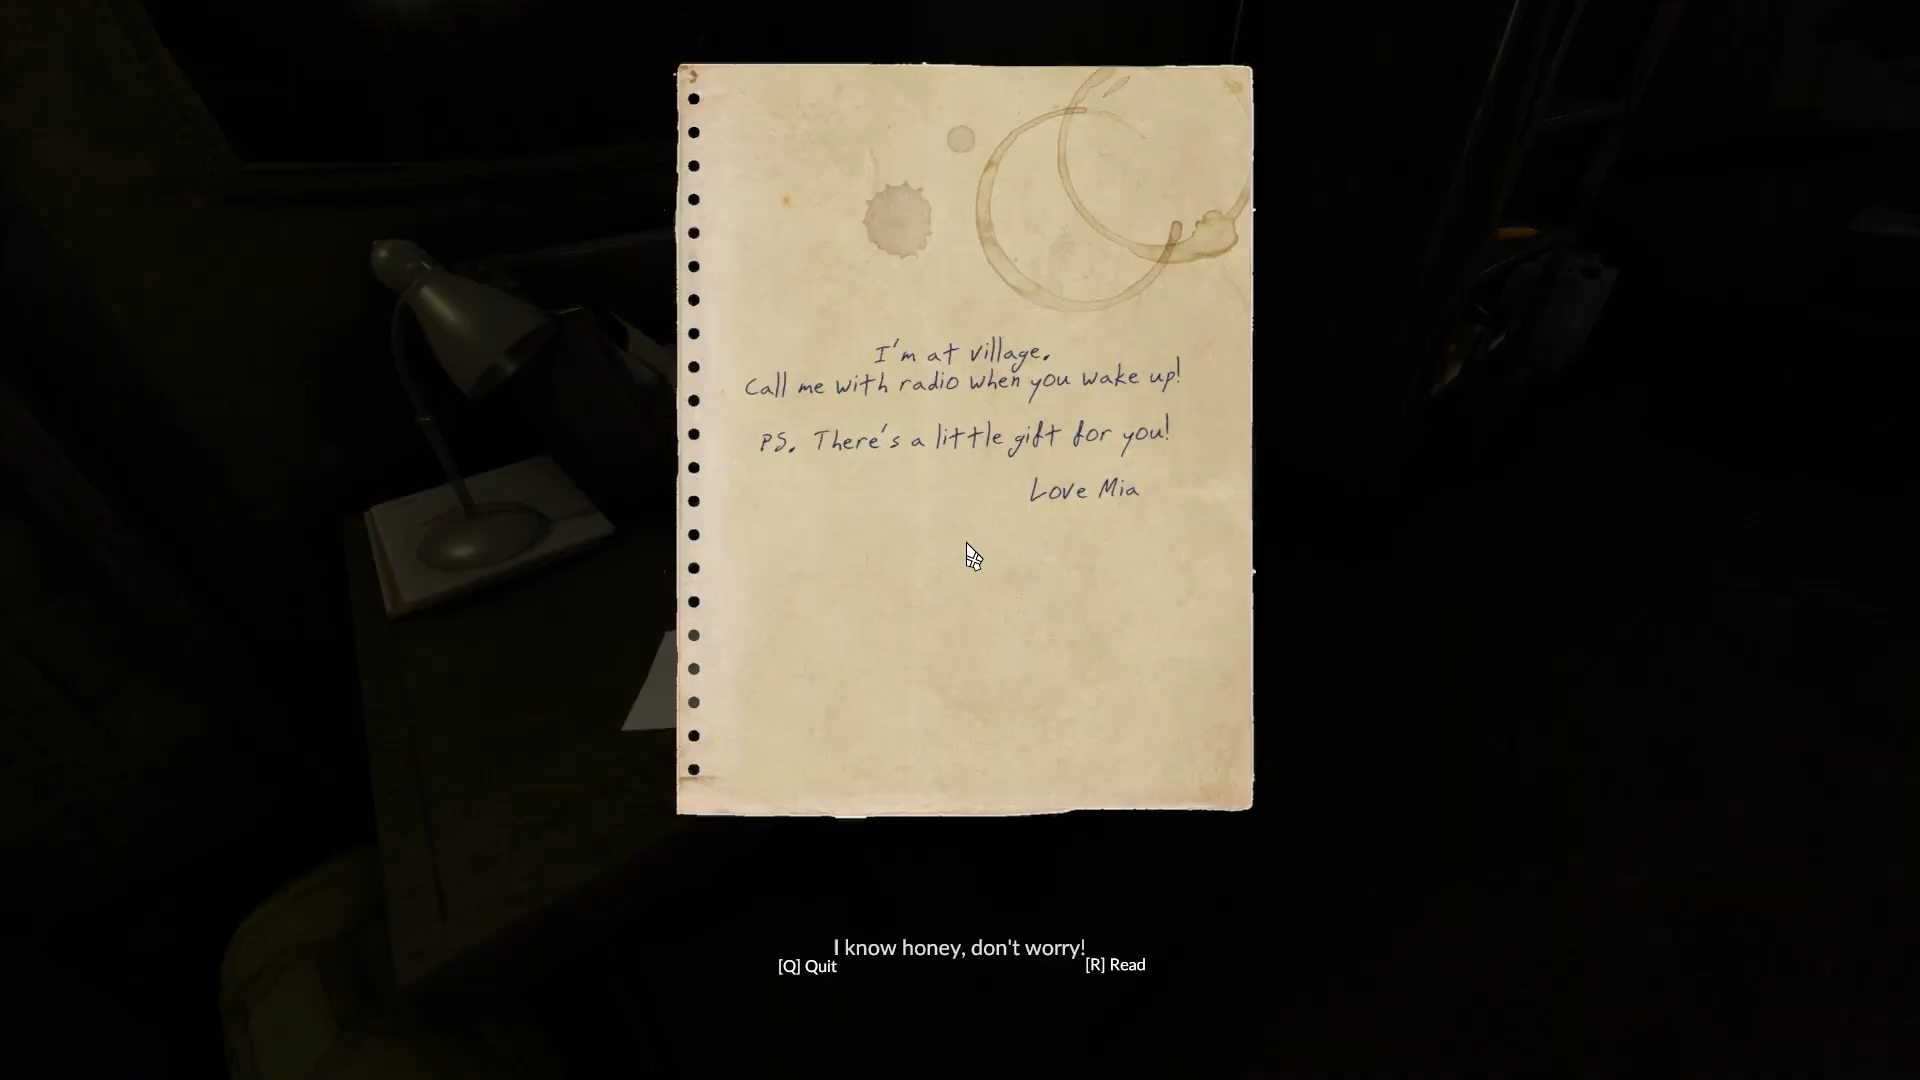 I'm at village.
Call me with radio when you wake up!
PS. There's a little gift for you!
Love Mia
I know honey, don't worry!
[Q] Quit
[R] Read